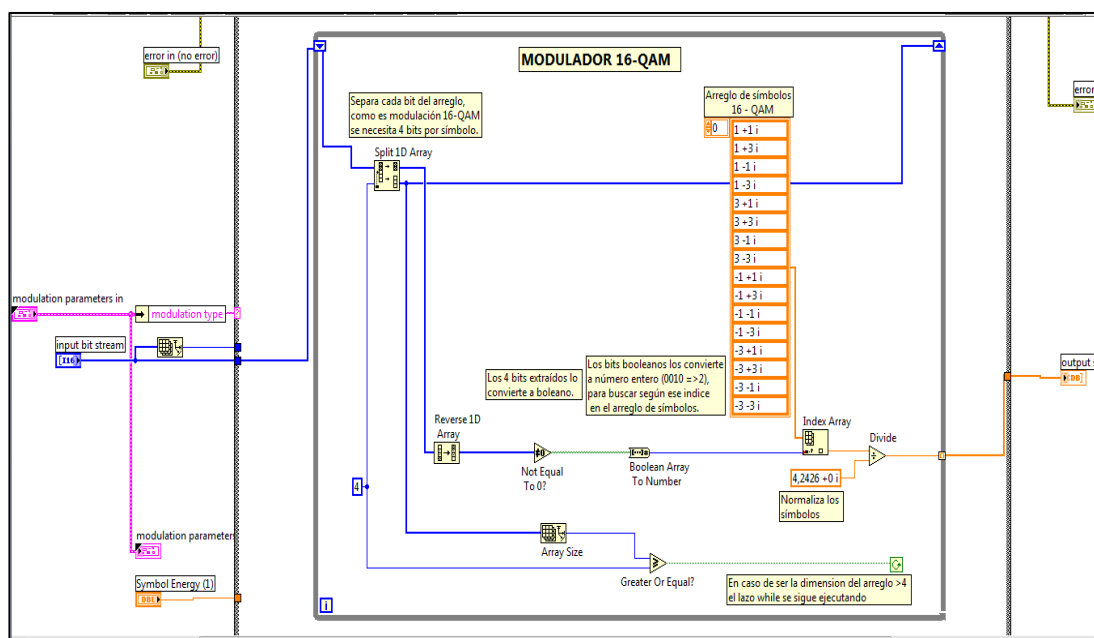 error in (no error)
MODULADOR 16-QAM
error
Separa cada bit del arreglo,
como es modulación 16-QAM
se necesita 4 bits por símbolo.
Arreglo de símbolos
16 - QAM
0
1 +1 i
1 +3 i
1 -1 i
1 -3 i
3 +1 i
3 +3 i
3 -1 i
3 -3 i
-1 +1 i
-1 +3 i
-1 -1 i
-1 -3 i
-3 +1 i
-3 +3 i
-3 -1 i
-3 -3 i
Split 1D Array
modulation parameters in
modulation type
input bit stream
I16
output s
DB
Los 4 bits extraídos lo
convierte a boleano.
Los bits booleanos los convierte
a número entero (0010 =>2),
para buscar según ese indice
en el arreglo de símbolos.
Reverse 1D
Array
Index Array
Divide
Not Equal
To 0?
Boolean Array
To Number
4,2426 +0 i
Normaliza los
símbolos
4
modulation parameters
Array Size
Greater Or Equal?
En caso de ser la dimension del arreglo >4
el lazo while se sigue ejecutando
Symbol Energy (1)
DBL
i